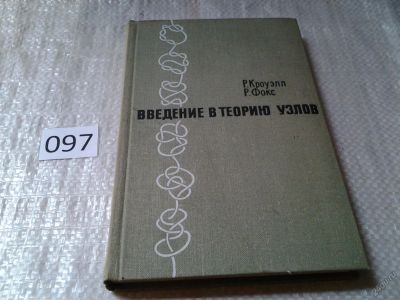 Р. Кроуэлл
Р. Фокс
ВВЕДЕНИЕ В ТЕОРИЮ УЗЛОВ
097